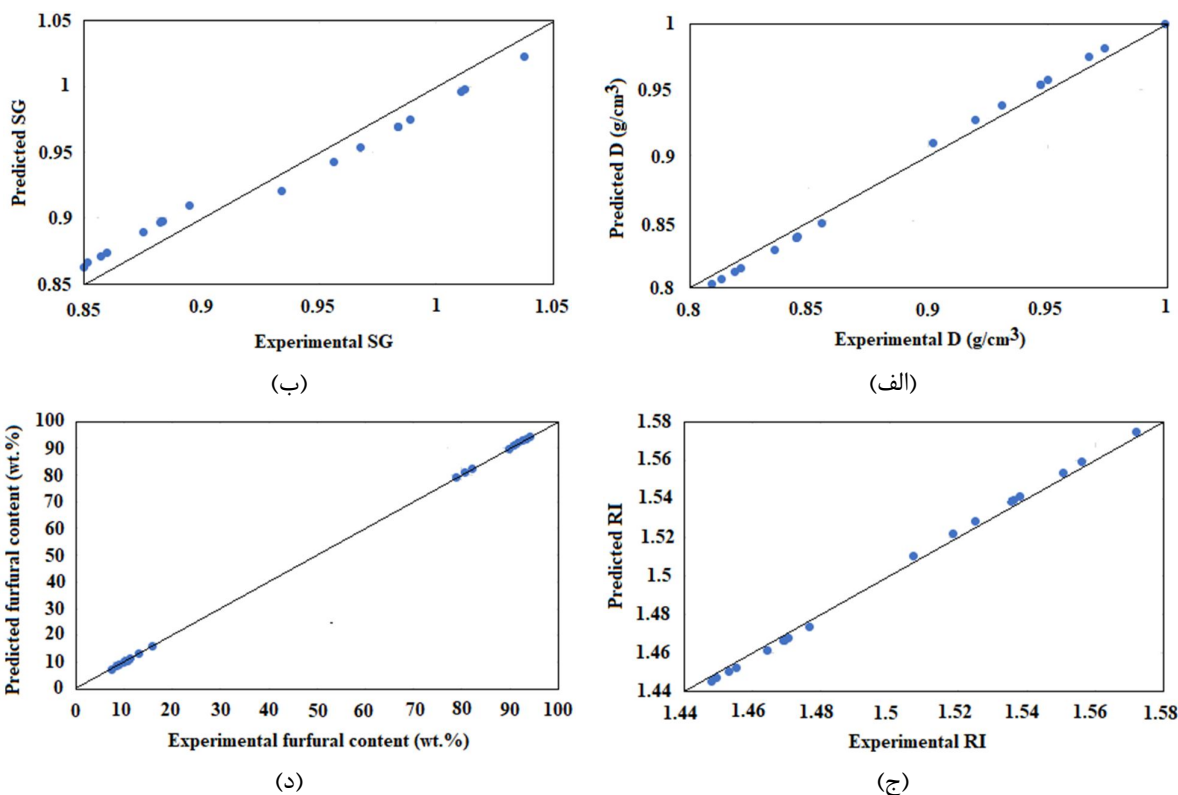 1.05
1
0.95
0.9
0.85
Predicted SG
0.85 0.9 0.95 1 1.05
Experimental SG
(ب)
1
0.95
0.9
0.85
0.8
Predicted D (g/cm³)
0.8 0.85 0.9 0.95 1
Experimental D (g/cm³)
(الف)
100
90
80
70
60
50
40
30
20
10
0
Predicted furfural content (wt.%)
0 10 20 30 40 50 60 70 80 90 100
Experimental furfural content (wt.%)
(د)
1.58
1.56
1.54
1.52
1.5
1.48
1.46
1.44
Predicted RI
1.44 1.46 1.48 1.5 1.52 1.54 1.56 1.58
Experimental RI
(ج)